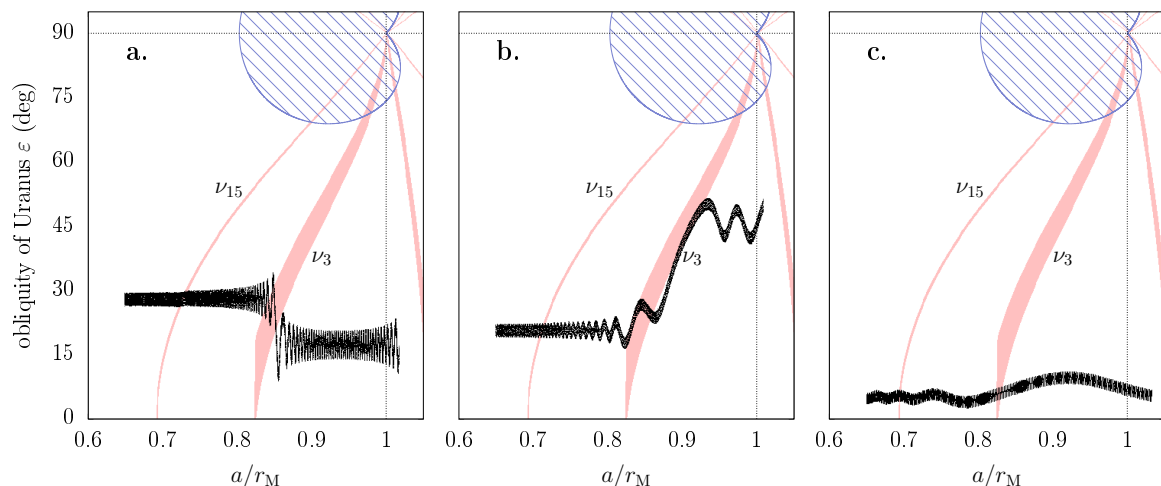 a. b. c.
obliquity of Uranus ε (deg)
90
75
60
45
30
15
0
ν15 ν15 ν15
ν3 ν3 ν3
0.6 0.7 0.8 0.9 1 0.6 0.7 0.8 0.9 1 0.6 0.7 0.8 0.9 1
a/rM a/rM a/rM